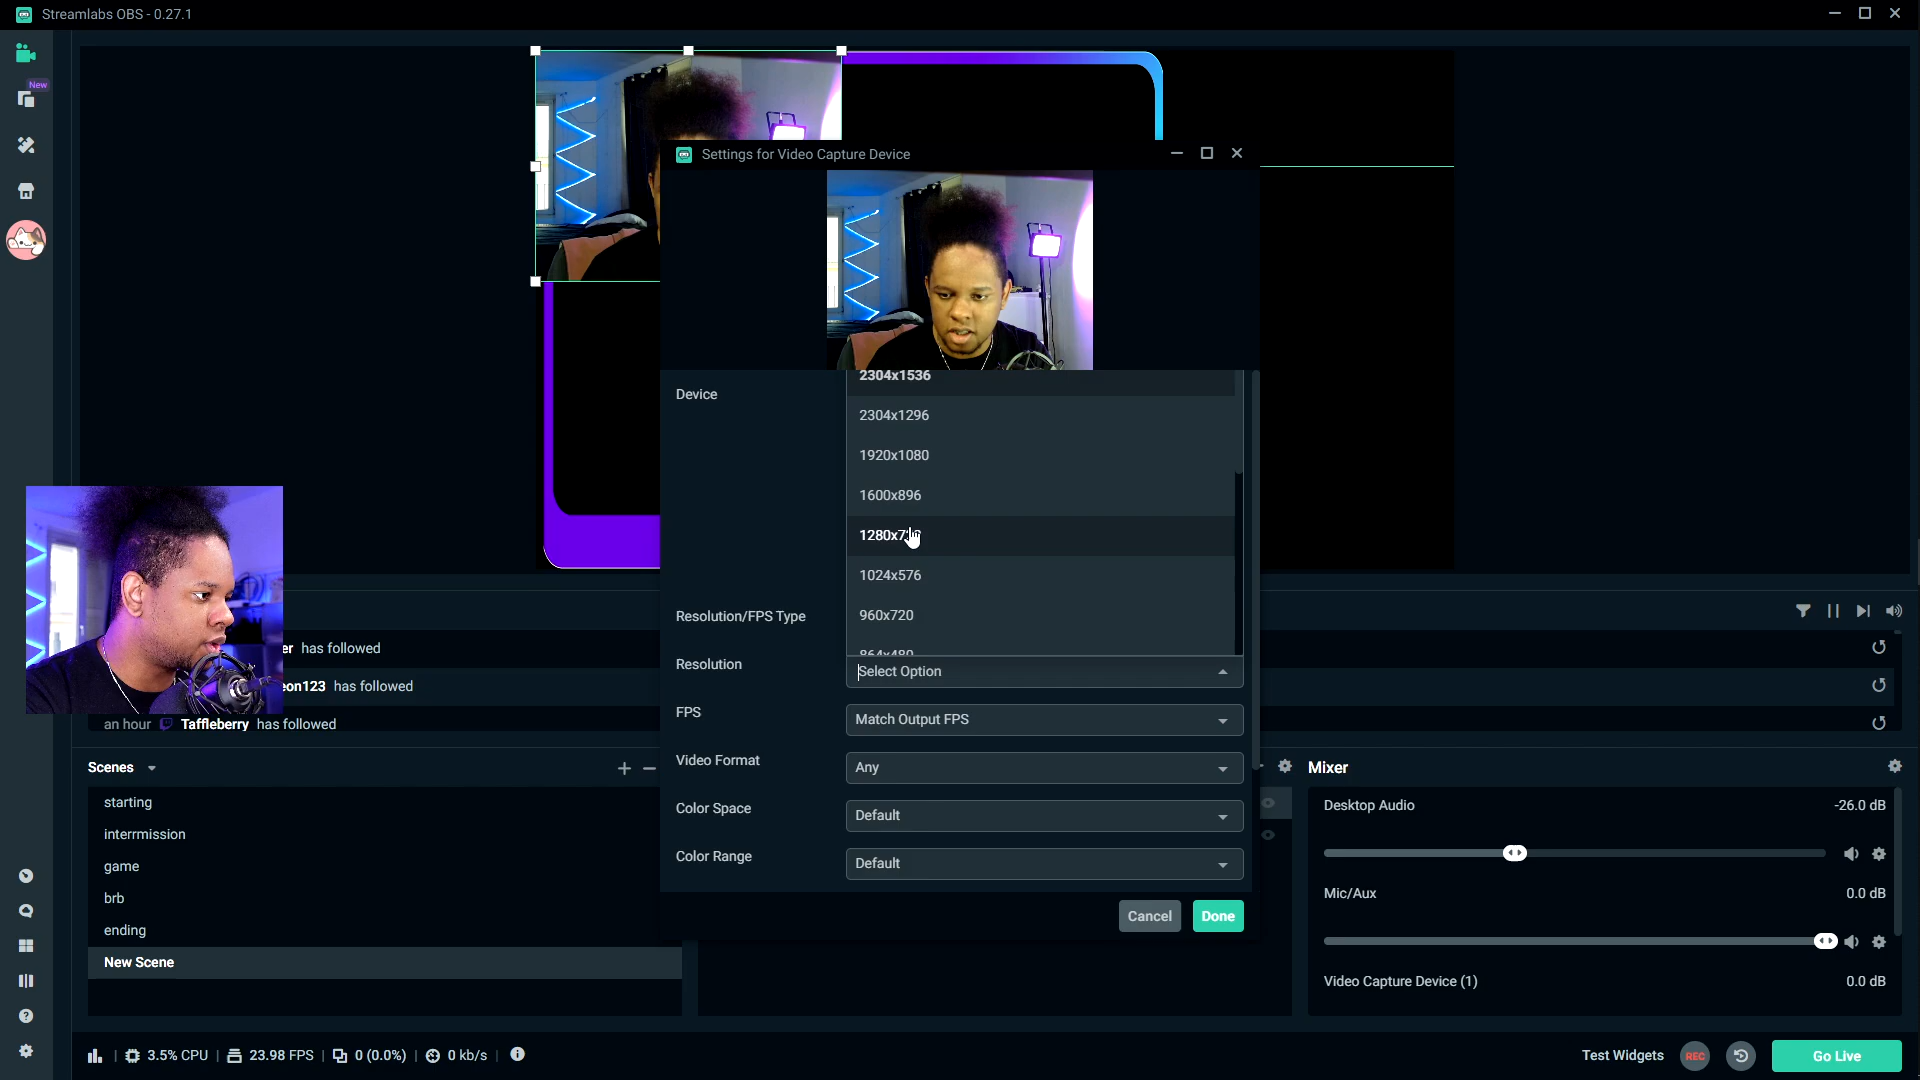 Streamlabs OBS - 0.27.1
New
Settings for Video Capture Device
Device
2304x1536
2304x1296
1920x1080
1600x896
1024x576
960x720
864x480
Resolution/FPS Type
Resolution
Select Option
FPS
Match Output FPS
Video Format
Any
Color Space
Default
Color Range
Default
Cancel
Done
er has followed
eon123 has followed
an hour Taffleberry has followed
Scenes
starting
interrmission
game
brb
ending
New Scene
Mixer
Desktop Audio
-26.0 dB
Mic/Aux
0.0 dB
Video Capture Device (1)
0.0 dB
3.5% CPU
23.98 FPS
0 (0.0%)
0 kb/s
Test Widgets
REC
Go Live